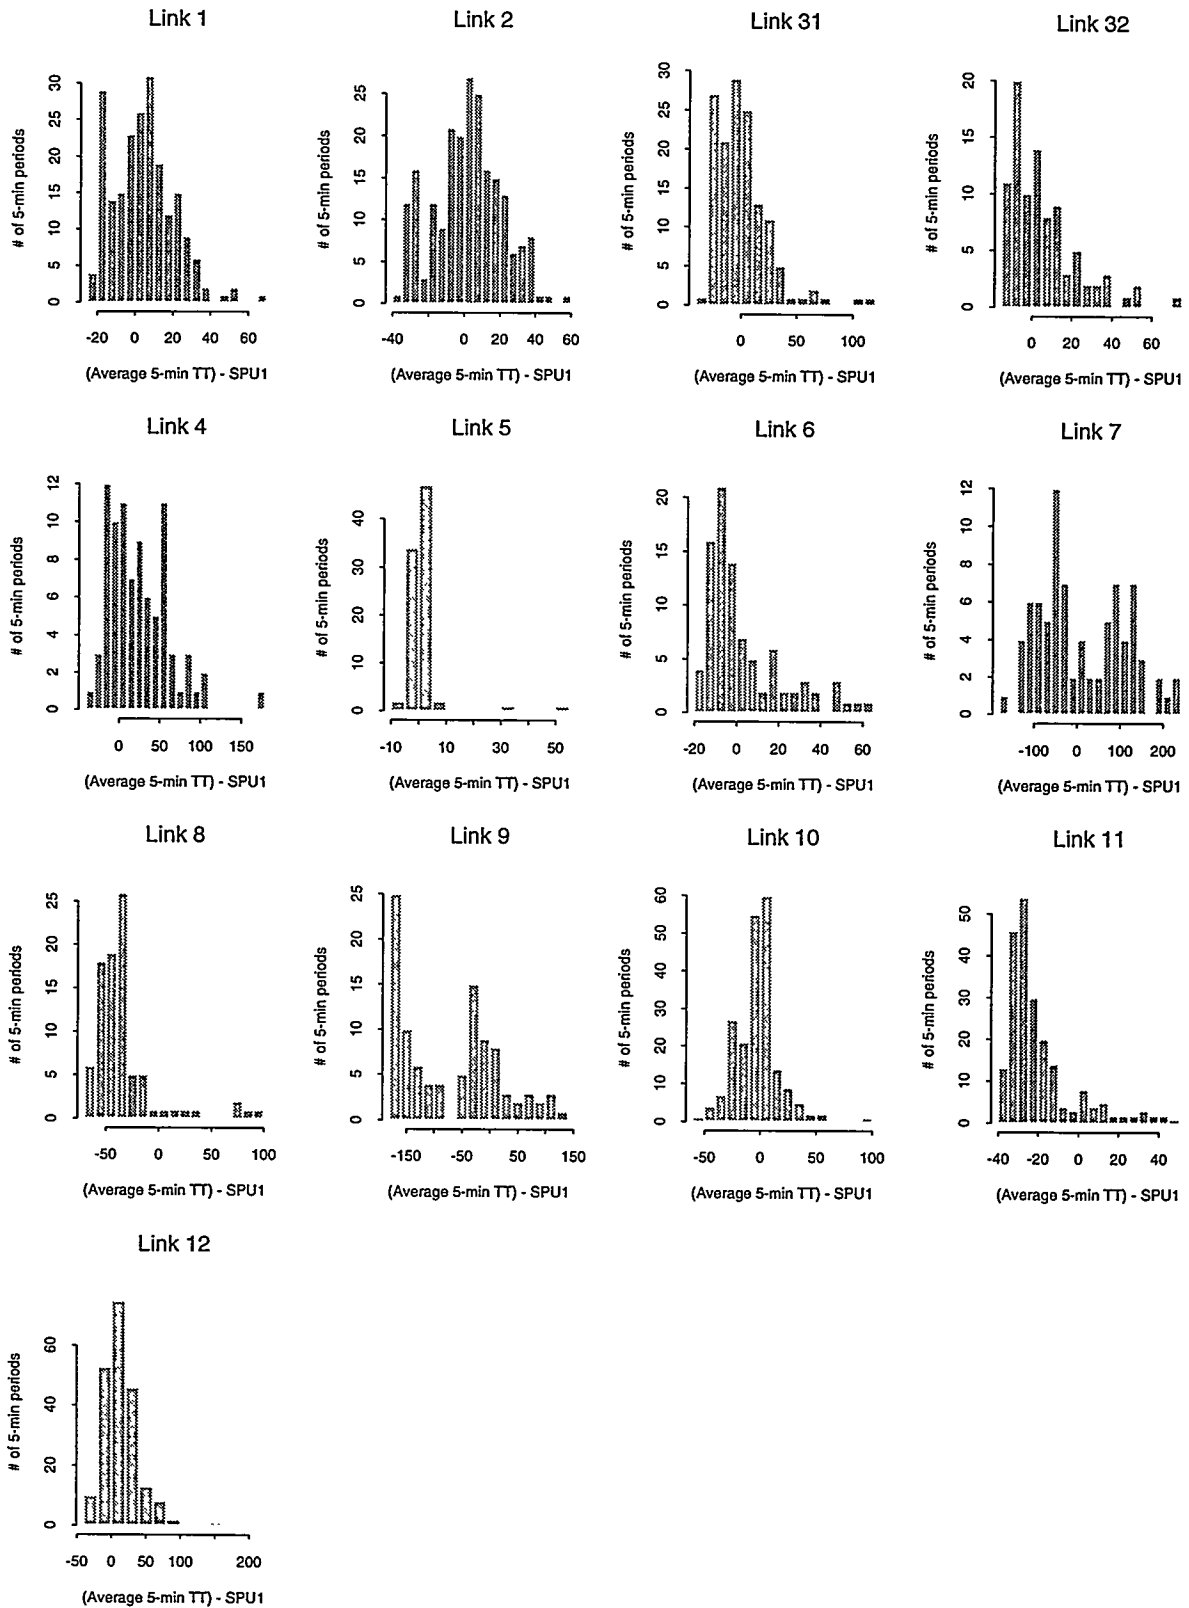 Link 1
# of 5-min periods
0 5 10 15 20 25 30
-20 0 20 40 60
(Average 5-min TT) - SPU1
Link 2
# of 5-min periods
0 5 10 15 20 25
-40 0 20 40 60
(Average 5-min TT) - SPU1
Link 31
# of 5-min periods
0 5 10 15 20 25 30
0 50 100
(Average 5-min TT) - SPU1
Link 32
# of 5-min periods
0 5 10 15 20
0 20 40 60
(Average 5-min TT) - SPU1
Link 4
# of 5-min periods
0 2 4 6 8 10 12
0 50 100 150
(Average 5-min TT) - SPU1
Link 5
# of 5-min periods
0 10 20 30 40
-10 10 30 50
(Average 5-min TT) - SPU1
Link 6
# of 5-min periods
0 5 10 15 20
-20 0 20 40 60
(Average 5-min TT) - SPU1
Link 7
# of 5-min periods
0 2 4 6 8 10 12
-100 0 100 200
(Average 5-min TT) - SPU1
Link 8
# of 5-min periods
0 5 10 15 20 25
-50 0 50 100
(Average 5-min TT) - SPU1
Link 9
# of 5-min periods
0 5 10 15 20 25
-150 -50 50 150
(Average 5-min TT) - SPU1
Link 10
# of 5-min periods
0 10 20 30 40 50 60
-50 0 50 100
(Average 5-min TT) - SPU1
Link 11
# of 5-min periods
0 10 20 30 40 50
-40 -20 0 20 40
(Average 5-min TT) - SPU1
Link 12
# of 5-min periods
0 20 40 60
-50 0 50 100 200
(Average 5-min TT) - SPU1